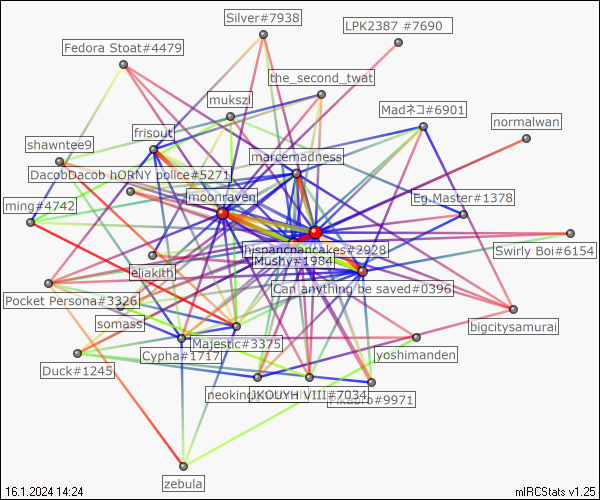 Silver#7938
LPK2387 #7690
Fedora Stoat#4479
the_second_twat
mukszi
Madネコ#6901
normalwan
frisout
shawntee9
marcemadness
DacobDacob hORNY police#5271
moonraven
Eg.Master#1378
ming#4742
hispancpancakes#2928
Swirly Boi#6154
Mushy#1984
eliakith
Can anything be saved#0396
Pocket Persona#3326
somass
bigcitysamurai
Majestic#3375
Cypha#1717
yoshimanden
Duck#1245
JKOUYH VIII#7034
zebula
16.1.2024 14:24
mIRCStats v1.25